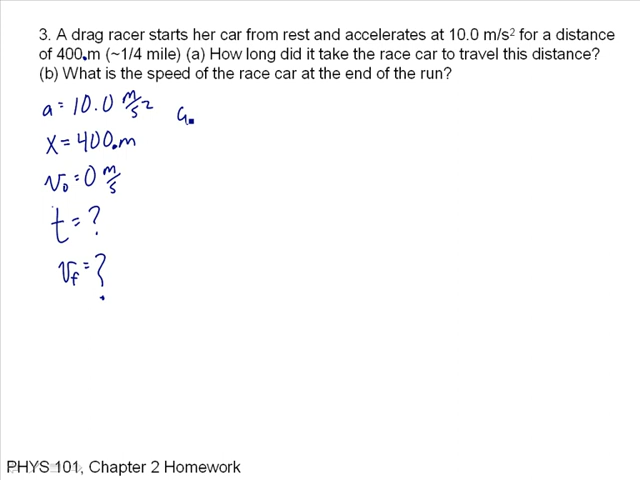 3. A drag racer starts her car from rest and accelerates at 10.0 m/s² for a distance
of 400.m (~1/4 mile) (a) How long did it take the race car to travel this distance?
(b) What is the speed of the race car at the end of the run?
a = 10.0 m/s²
a.
x = 400.m
v₀ = 0 m/s
t = ?
v_f = ?
PHYS 101, Chapter 2 Homework